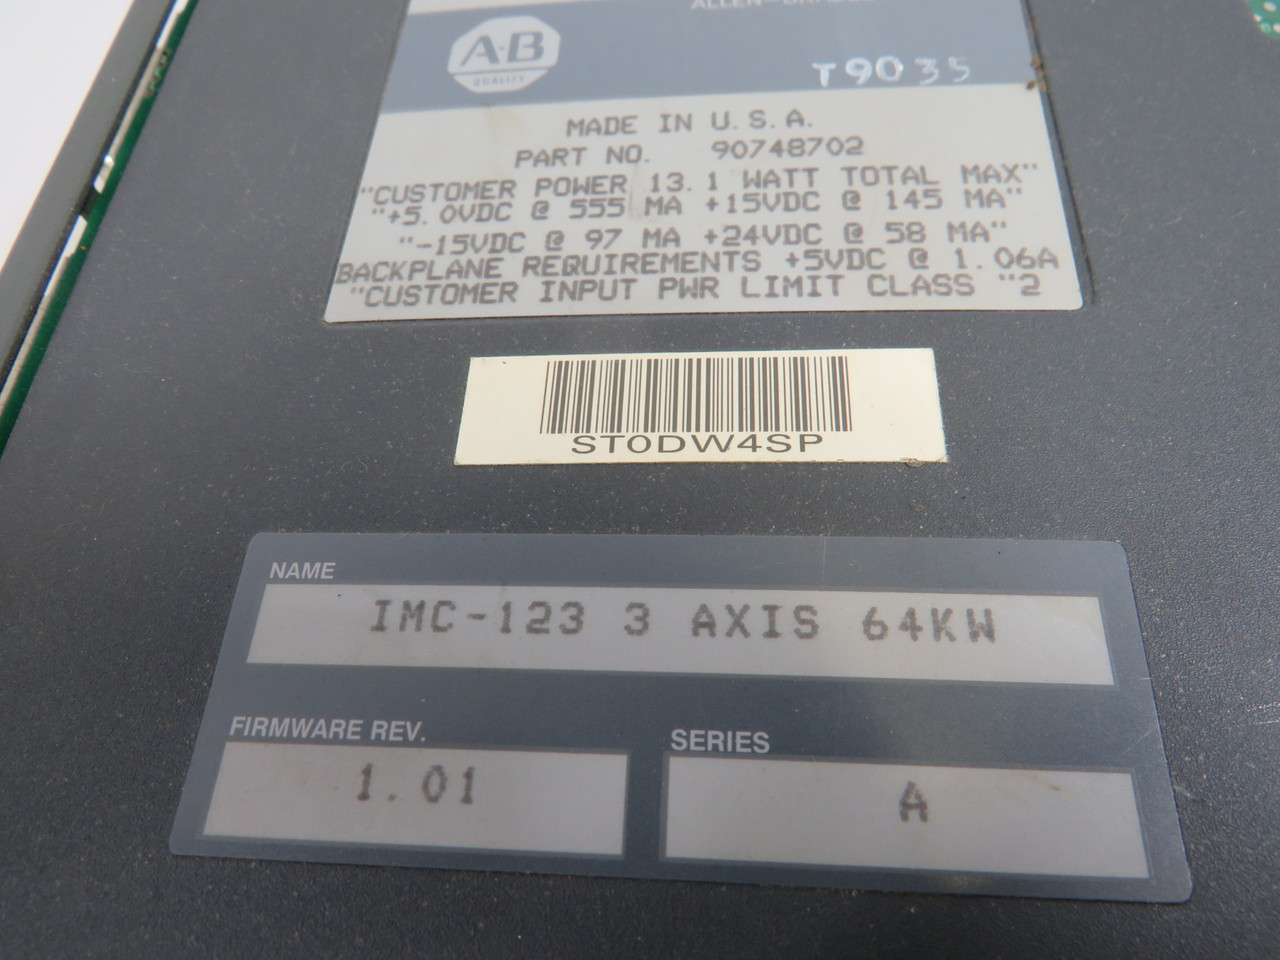 A·B
QUALITY
T9035
MADE IN U.S.A.
PART NO. 90748702
"CUSTOMER POWER 13.1 WATT TOTAL MAX"
"+5.0VDC @ 555 MA +15VDC @ 145 MA"
"-15VDC @ 97 MA +24VDC @ 58 MA"
BACKPLANE REQUIREMENTS +5VDC @ 1.06A
"CUSTOMER INPUT PWR LIMIT CLASS "2
ST0DW4SP
NAME
IMC-123 3 AXIS 64KW
FIRMWARE REV.
1.01
SERIES
A